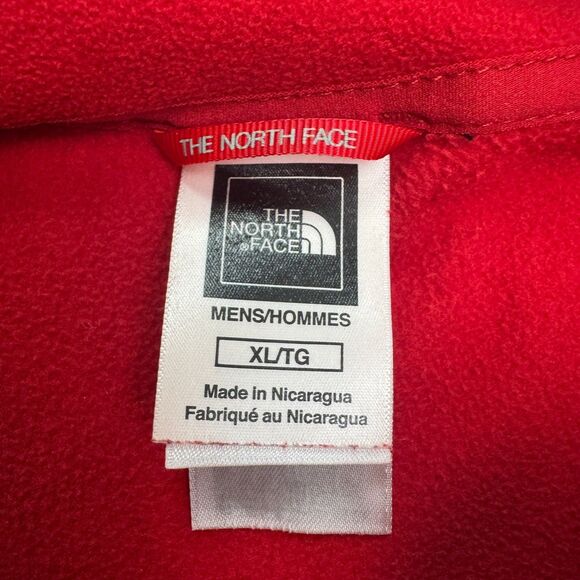 THE NORTH FACE
THE
NORTH
®FACE
MENS/HOMMES
XL/TG
Made in Nicaragua
Fabriqué au Nicaragua